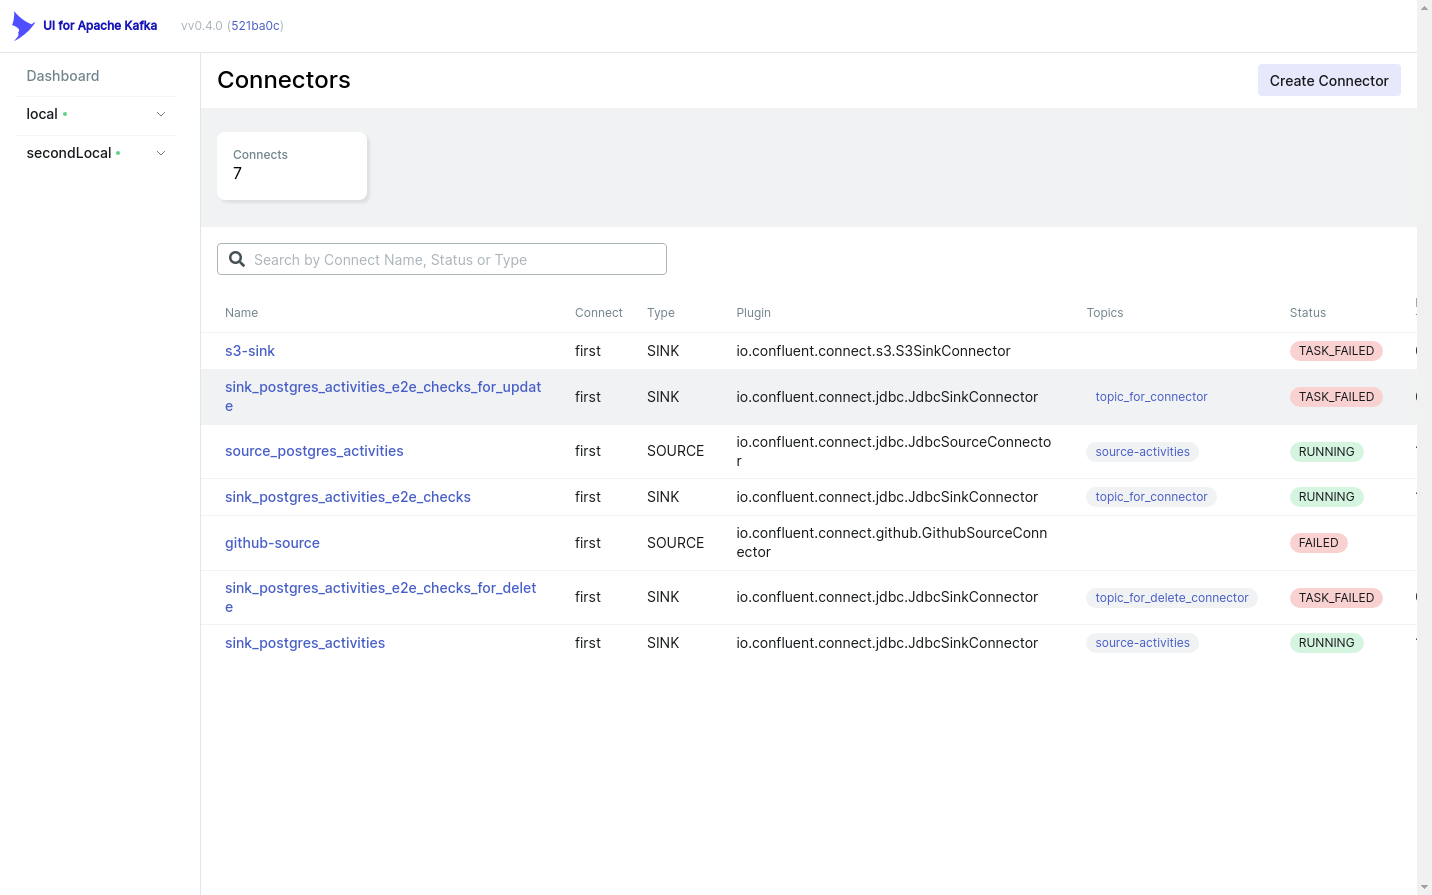 UI for Apache Kafka vv0.4.0 (521ba0c)
Dashboard
local
secondLocal
Connectors
Create Connector
Connects
7
Search by Connect Name, Status or Type
Name Connect Type Plugin Topics Status
s3-sink first SINK io.confluent.connect.s3.S3SinkConnector TASK_FAILED
sink_postgres_activities_e2e_checks_for_updat
e first SINK io.confluent.connect.jdbc.JdbcSinkConnector topic_for_connector TASK_FAILED
source_postgres_activities first SOURCE io.confluent.connect.jdbc.JdbcSourceConnecto
r source-activities RUNNING
sink_postgres_activities_e2e_checks first SINK io.confluent.connect.jdbc.JdbcSinkConnector topic_for_connector RUNNING
github-source first SOURCE io.confluent.connect.github.GithubSourceConn
ector FAILED
sink_postgres_activities_e2e_checks_for_delet
e first SINK io.confluent.connect.jdbc.JdbcSinkConnector topic_for_delete_connector TASK_FAILED
sink_postgres_activities first SINK io.confluent.connect.jdbc.JdbcSinkConnector source-activities RUNNING